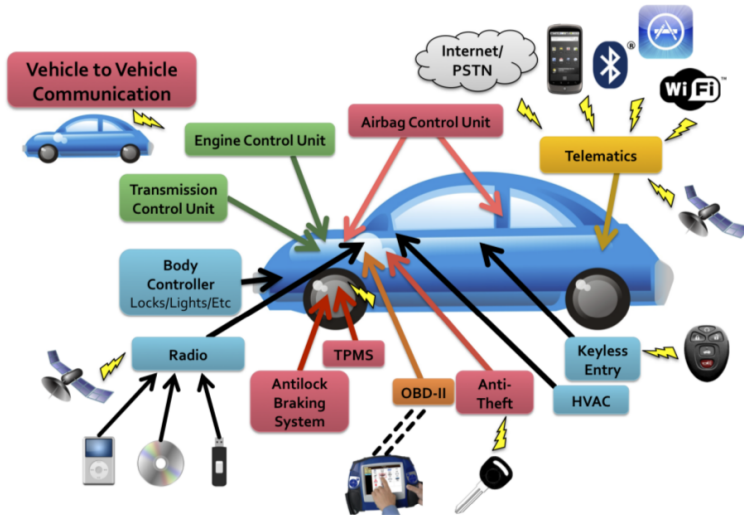 Vehicle to Vehicle
Communication
Internet/
PSTN
®
Wi Fi™
Engine Control Unit
Airbag Control Unit
Telematics
Transmission
Control Unit
Body
Controller
Locks/Lights/Etc
Radio
TPMS
Antilock
Braking
System
OBD-II
Anti-
Theft
Keyless
Entry
HVAC